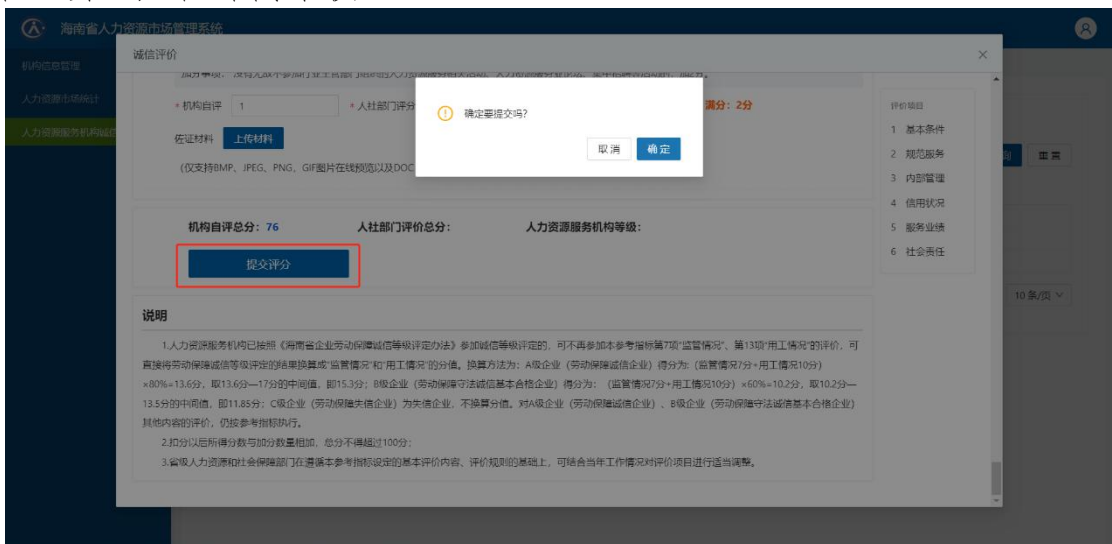 海南省人力资源市场管理系统
机构信息管理
人力资源市场统计
人力资源服务机构诚信
诚信评价
×
* 机构自评 1 * 人社部门评分 满分：2分
佐证材料 上传材料
(仅支持BMP、JPEG、PNG、GIF图片在线预览以及DOC
确定要提交吗?
取消 确定
机构自评总分：76 人社部门评价总分： 人力资源服务机构等级：
提交评分
说明
1.人力资源服务机构已按照《海南省企业劳动保障诚信等级评定办法》参加诚信等级评定的，可不再参加本参考指标第7项“监管情况”、第13项“用工情况”的评价，可
直接将劳动保障诚信等级评定的结果换算成“监管情况”和“用工情况”的分值。换算方法为：A级企业（劳动保障诚信企业）得分为:（监管情况7分+用工情况10分）
×80%=13.6分，取13.6分—17分的中间值，即15.3分；B级企业（劳动保障守法诚信基本合格企业）得分为：（监管情况7分+用工情况10分）×60%=10.2分，取10.2分—
13.5分的中间值，即11.85分；C级企业（劳动保障失信企业）为失信企业，不换算分值。对A级企业（劳动保障诚信企业）、B级企业（劳动保障守法诚信基本合格企业）
其他内容的评价，仍按参考指标执行。
2.扣分以后所得分数与加分数量相加，总分不得超过100分；
3.省级人力资源和社会保障部门在遵循本参考指标设定的基本评价内容、评价规则的基础上，可结合当年工作情况对评价项目进行适当调整。
评价项目
1 基本条件
2 规范服务
3 内部管理
4 信用状况
5 服务业绩
6 社会责任
重置
10 条/页